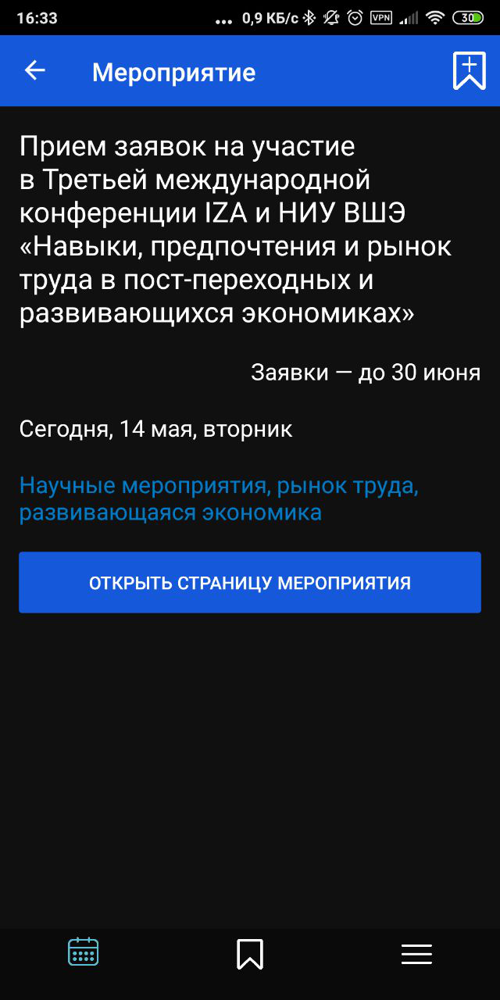 16:33
... 0,9 КБ/с VPN 30
Мероприятие
Прием заявок на участие
в Третьей международной
конференции IZA и НИУ ВШЭ
«Навыки, предпочтения и рынок
труда в пост-переходных и
развивающихся экономиках»
Заявки — до 30 июня
Сегодня, 14 мая, вторник
Научные мероприятия, рынок труда,
развивающаяся экономика
ОТКРЫТЬ СТРАНИЦУ МЕРОПРИЯТИЯ